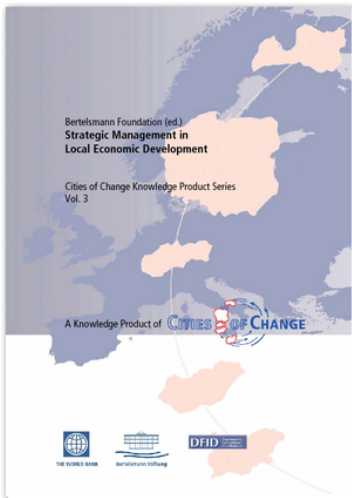 Bertelsmann Foundation (ed.)
Strategic Management in
Local Economic Development
Cities of Change Knowledge Product Series
Vol. 3
A Knowledge Product of CITIES OF CHANGE
THE WORLD BANK
Bertelsmann Stiftung
DFID